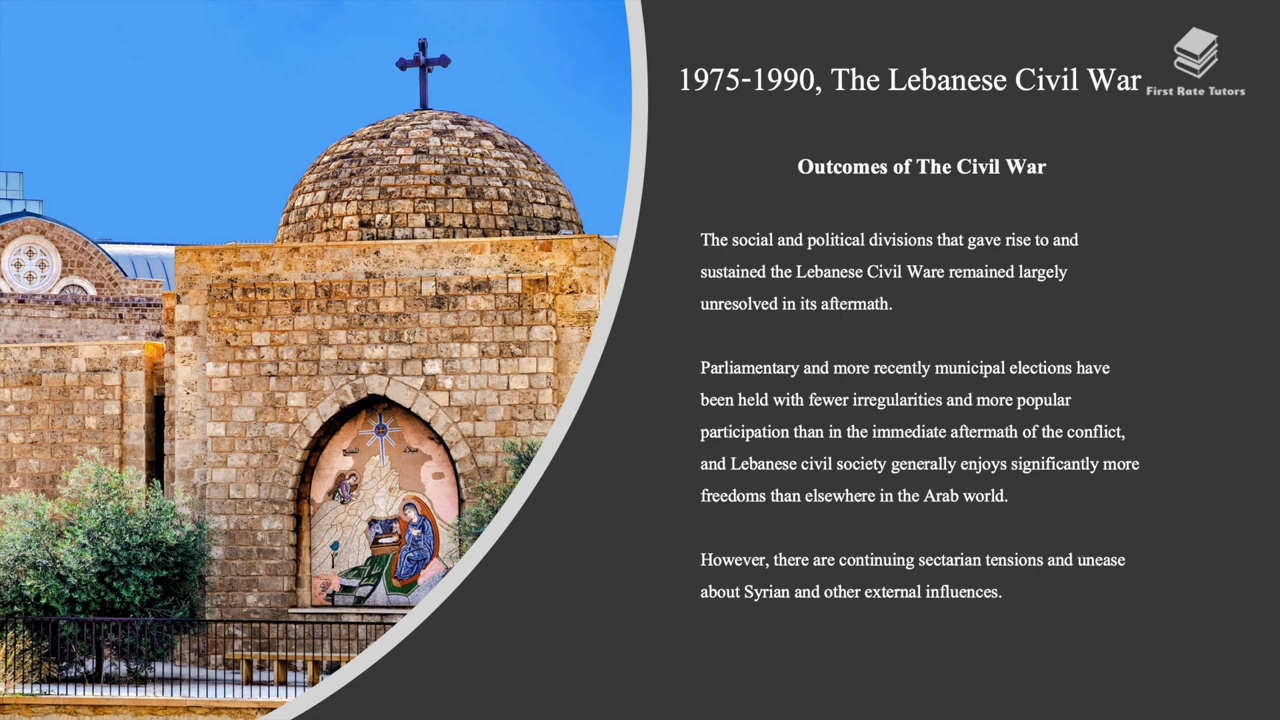 1975-1990, The Lebanese Civil War
First Rate Tutors
Outcomes of The Civil War
The social and political divisions that gave rise to and
sustained the Lebanese Civil Ware remained largely
unresolved in its aftermath.
Parliamentary and more recently municipal elections have
been held with fewer irregularities and more popular
participation than in the immediate aftermath of the conflict,
and Lebanese civil society generally enjoys significantly more
freedoms than elsewhere in the Arab world.
However, there are continuing sectarian tensions and unease
about Syrian and other external influences.
ميلاد المسيح